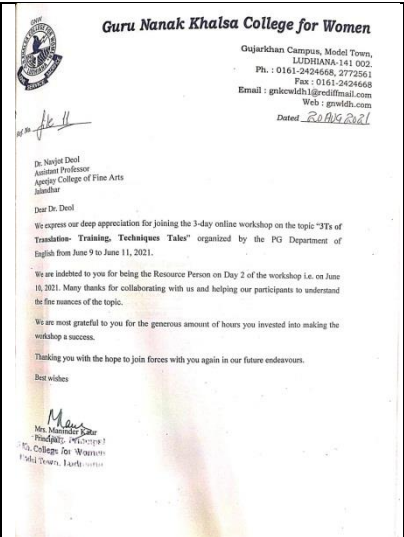 Guru Nanak Khalsa College for Women
Gujarkhan Campus, Model Town,
LUDHIANA-141 002.
Ph. : 0161-2424668, 2772561
Fax : 0161-2424668
Email : gnkcwldh1@rediffmail.com
Web : gnwldh.com
Dated 20 AUG 2021
Ref No
Dr. Navjot Deol
Assistant Professor
Apeejay College of Fine Arts
Jalandhar
Dear Dr. Deol
We express our deep appreciation for joining the 3-day online workshop on the topic "3Ts of
Translation- Training, Techniques Tales" organized by the PG Department of
English from June 9 to June 11, 2021.
We are indebted to you for being the Resource Person on Day 2 of the workshop i.e. on June
10, 2021. Many thanks for collaborating with us and helping our participants to understand
the fine nuances of the topic.
We are most grateful to you for the generous amount of hours you invested into making the
workshop a success.
Thanking you with the hope to join forces with you again in our future endeavours.
Best wishes
Mrs. Maninder Kaur
Principal
College for Women
Model Town,